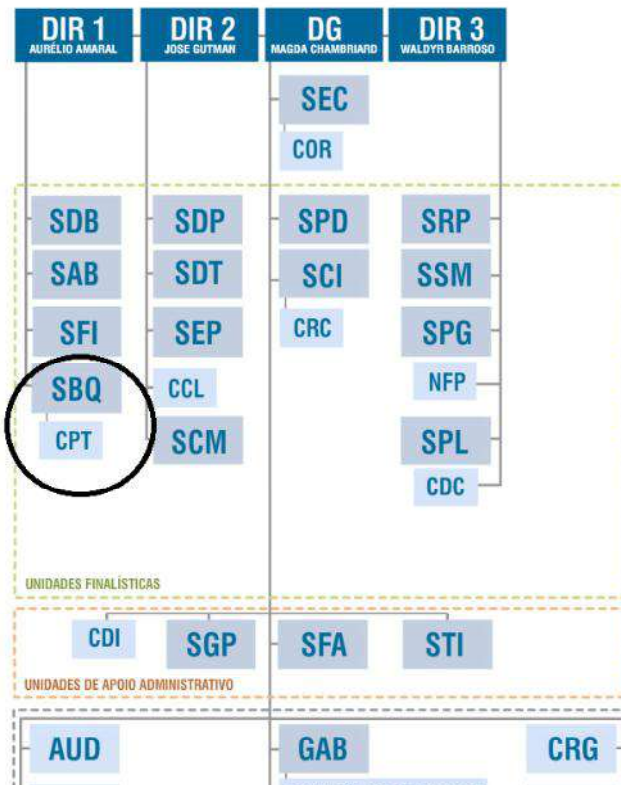 DIR 1
AURÉLIO AMARAL
DIR 2
JOSE GUTMAN
DG
MAGDA CHAMBRIARD
DIR 3
WALDYR BARROSO
SEC
COR
SDB
SDP
SPD
SRP
SAB
SDT
SCI
SSM
SFI
SEP
CRC
SPG
SBQ
CCL
NFP
CPT
SCM
SPL
CDC
UNIDADES FINALÍSTICAS
CDI
SGP
SFA
STI
UNIDADES DE APOIO ADMINISTRATIVO
AUD
GAB
CRG